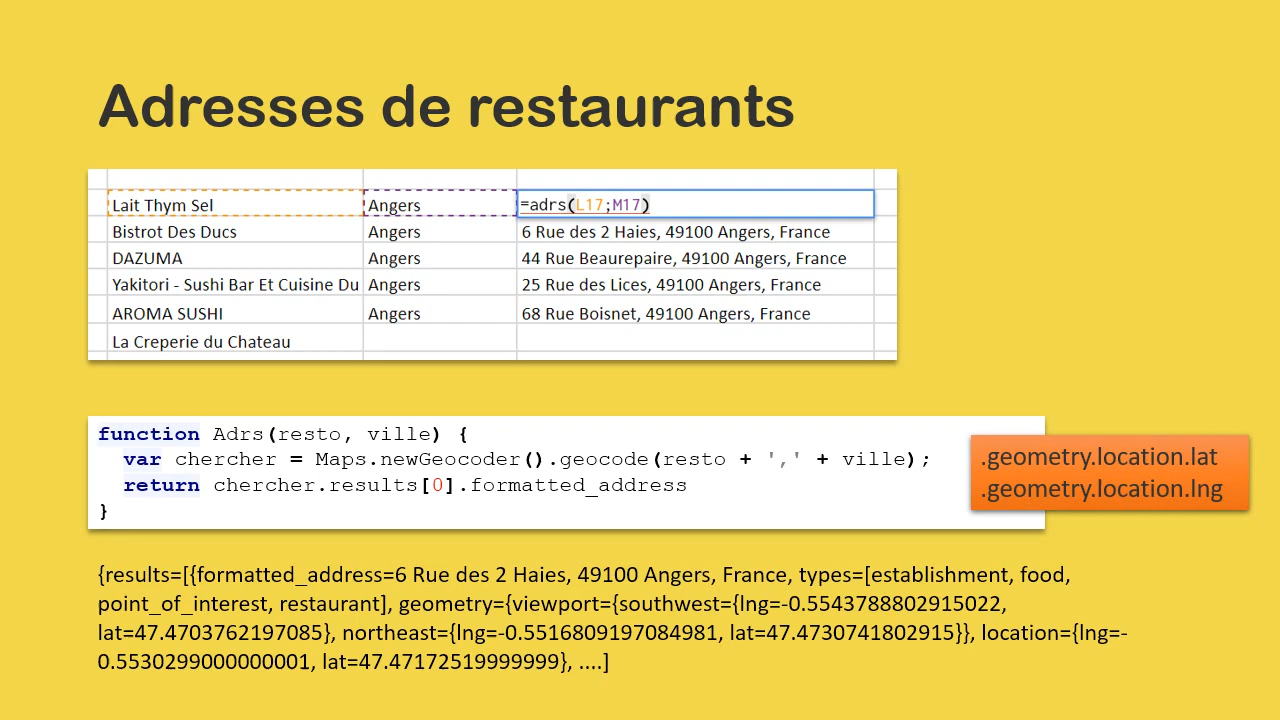 Adresses de restaurants
Lait Thym Sel Angers =adrs(L17;M17)
Bistrot Des Ducs Angers 6 Rue des 2 Haies, 49100 Angers, France
DAZUMA Angers 44 Rue Beaurepaire, 49100 Angers, France
Yakitori - Sushi Bar Et Cuisine Du Angers 25 Rue des Lices, 49100 Angers, France
AROMA SUSHI Angers 68 Rue Boisnet, 49100 Angers, France
La Creperie du Chateau
function Adrs(resto, ville) {
var chercher = Maps.newGeocoder().geocode(resto + ',' + ville);
return chercher.results[0].formatted_address
}
.geometry.location.lat
.geometry.location.lng
{results=[{formatted_address=6 Rue des 2 Haies, 49100 Angers, France, types=[establishment, food,
point_of_interest, restaurant], geometry={viewport={southwest={lng=-0.5543788802915022,
lat=47.4703762197085}, northeast={lng=-0.5516809197084981, lat=47.4730741802915}}, location={lng=-
0.5530299000000001, lat=47.47172519999999}, ....]